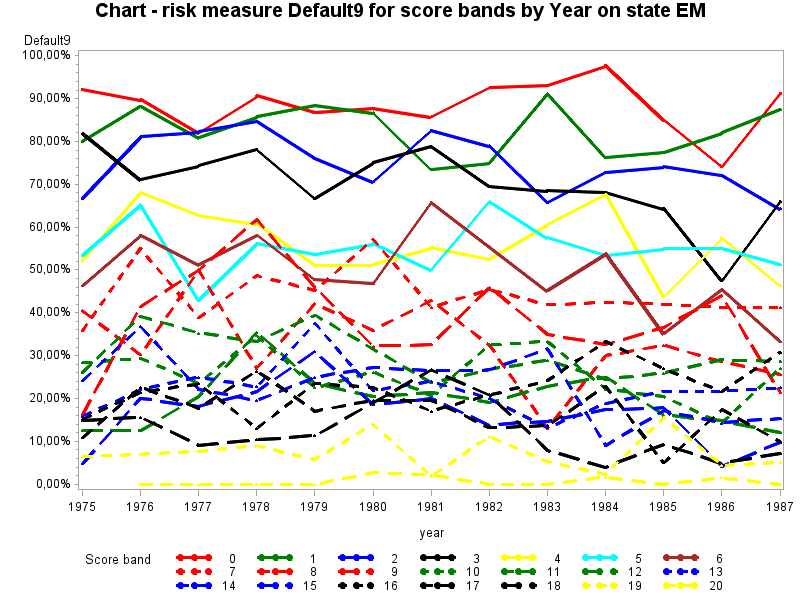 Chart - risk measure Default9 for score bands by Year on state EM
Default9
100,00%
90,00%
80,00%
70,00%
60,00%
50,00%
40,00%
30,00%
20,00%
10,00%
0,00%
1975 1976 1977 1978 1979 1980 1981 1982 1983 1984 1985 1986 1987
year
Score band 0 1 2 3 4 5 6
7 8 9 10 11 12 13
14 15 16 17 18 19 20